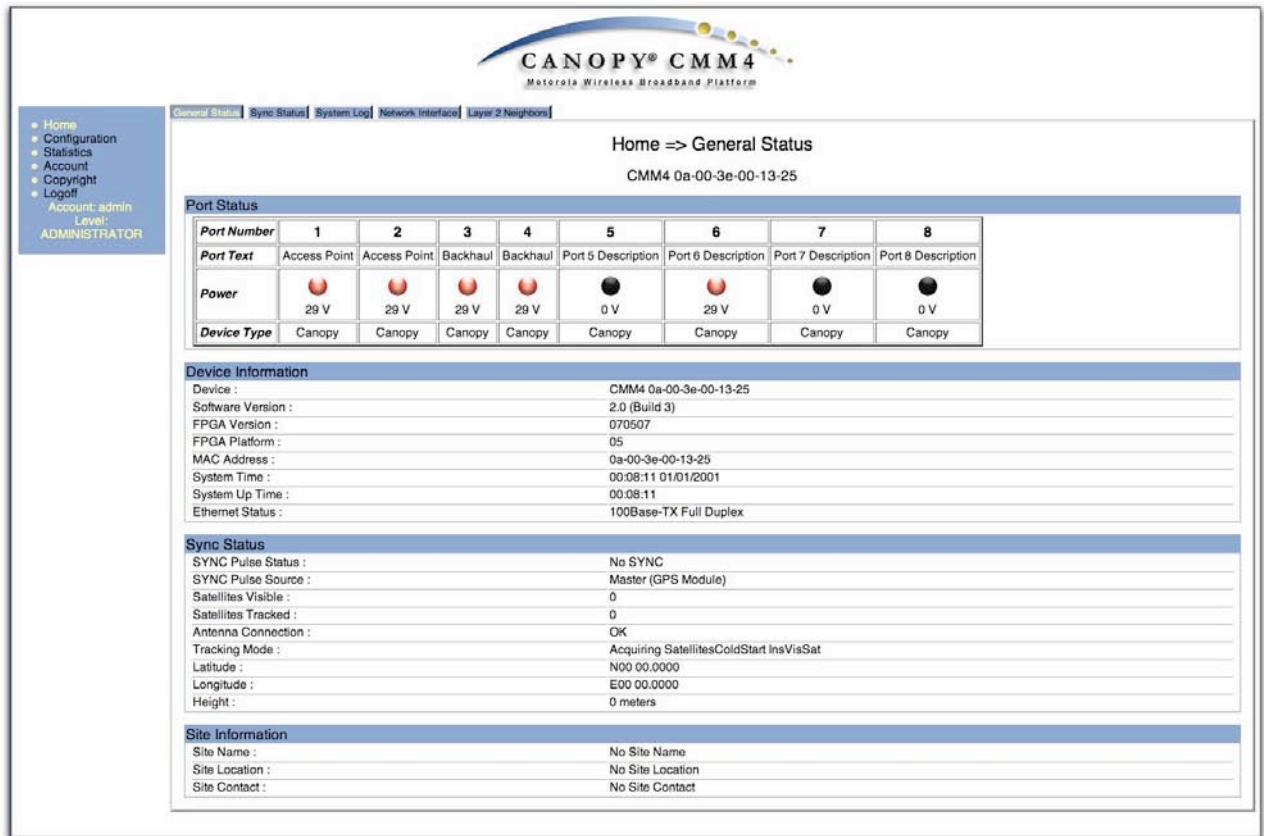 CANOPY® CMM4
Motorola Wireless Broadband Platform
Home
Configuration
Statistics
Account
Copyright
Logoff
Account: admin
Level:
ADMINISTRATOR
General Status Sync Status System Log Network Interface Layer 2 Neighbors
Home => General Status
CMM4 0a-00-3e-00-13-25
Port Status
Port Number 1 2 3 4 5 6 7 8
Port Text Access Point Access Point Backhaul Backhaul Port 5 Description Port 6 Description Port 7 Description Port 8 Description
Power 29 V 29 V 29 V 29 V 0 V 29 V 0 V 0 V
Device Type Canopy Canopy Canopy Canopy Canopy Canopy Canopy Canopy
Device Information
Device : CMM4 0a-00-3e-00-13-25
Software Version : 2.0 (Build 3)
FPGA Version : 070507
FPGA Platform : 05
MAC Address : 0a-00-3e-00-13-25
System Time : 00:08:11 01/01/2001
System Up Time : 00:08:11
Ethernet Status : 100Base-TX Full Duplex
Sync Status
SYNC Pulse Status : No SYNC
SYNC Pulse Source : Master (GPS Module)
Satellites Visible : 0
Satellites Tracked : 0
Antenna Connection : OK
Tracking Mode : Acquiring SatellitesColdStart InsVisSat
Latitude : N00 00.0000
Longitude : E00 00.0000
Height : 0 meters
Site Information
Site Name : No Site Name
Site Location : No Site Location
Site Contact : No Site Contact